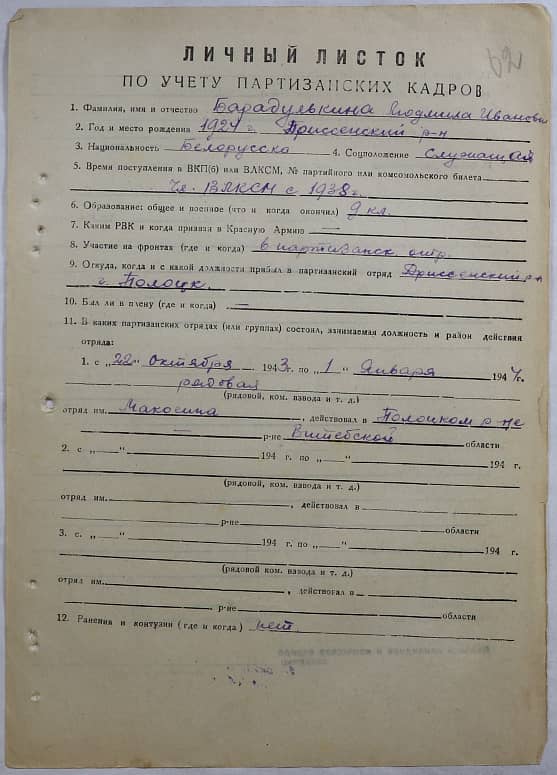 62
ЛИЧНЫЙ ЛИСТОК
ПО УЧЕТУ ПАРТИЗАНСКИХ КАДРОВ
1. Фамилия, имя и отчество Барадулькина Людмила Ивановн
2. Год и место рождения 1924 г. Дриссенский р-н
3. Национальность Белорусска 4. Соцположение Служащая
5. Время поступления в ВКП(б) или ВЛКСМ, № партийного или комсомольского билета
Чл. ВЛКСМ с 1938 г.
6. Образование: общее и военное (что и когда окончил) 9 кл.
7. Каким РВК и когда призван в Красную Армию —
8. Участие на фронтах (где и когда) в партизанск. отр.
9. Откуда, когда и с какой должности прибыл в партизанский отряд Дриссенский р-н
г. Полоцк.
10. Был ли в плену (где и когда) —
11. В каких партизанских отрядах (или группах) состоял, занимаемая должность и район действия
отряда:
1. с „22" Октября 1943 г. по „1" Января 1944 г.
рядовая
(рядовой, ком. взвода и т. д.)
отряд им. Макосина, действовал в Полоцком р-не
— р-не Витебской области
2. с „—" 194 г. по „—" 194 г.
(рядовой, ком. взвода и т. д.)
отряд им. , действовал в
р-не области
3. с. „—" 194 г. по „—" 194 г.
(рядовой, ком. взвода и т. д.)
отряд им. , действовал в
р-не области
12. Ранения и контузии (где и когда) нет.